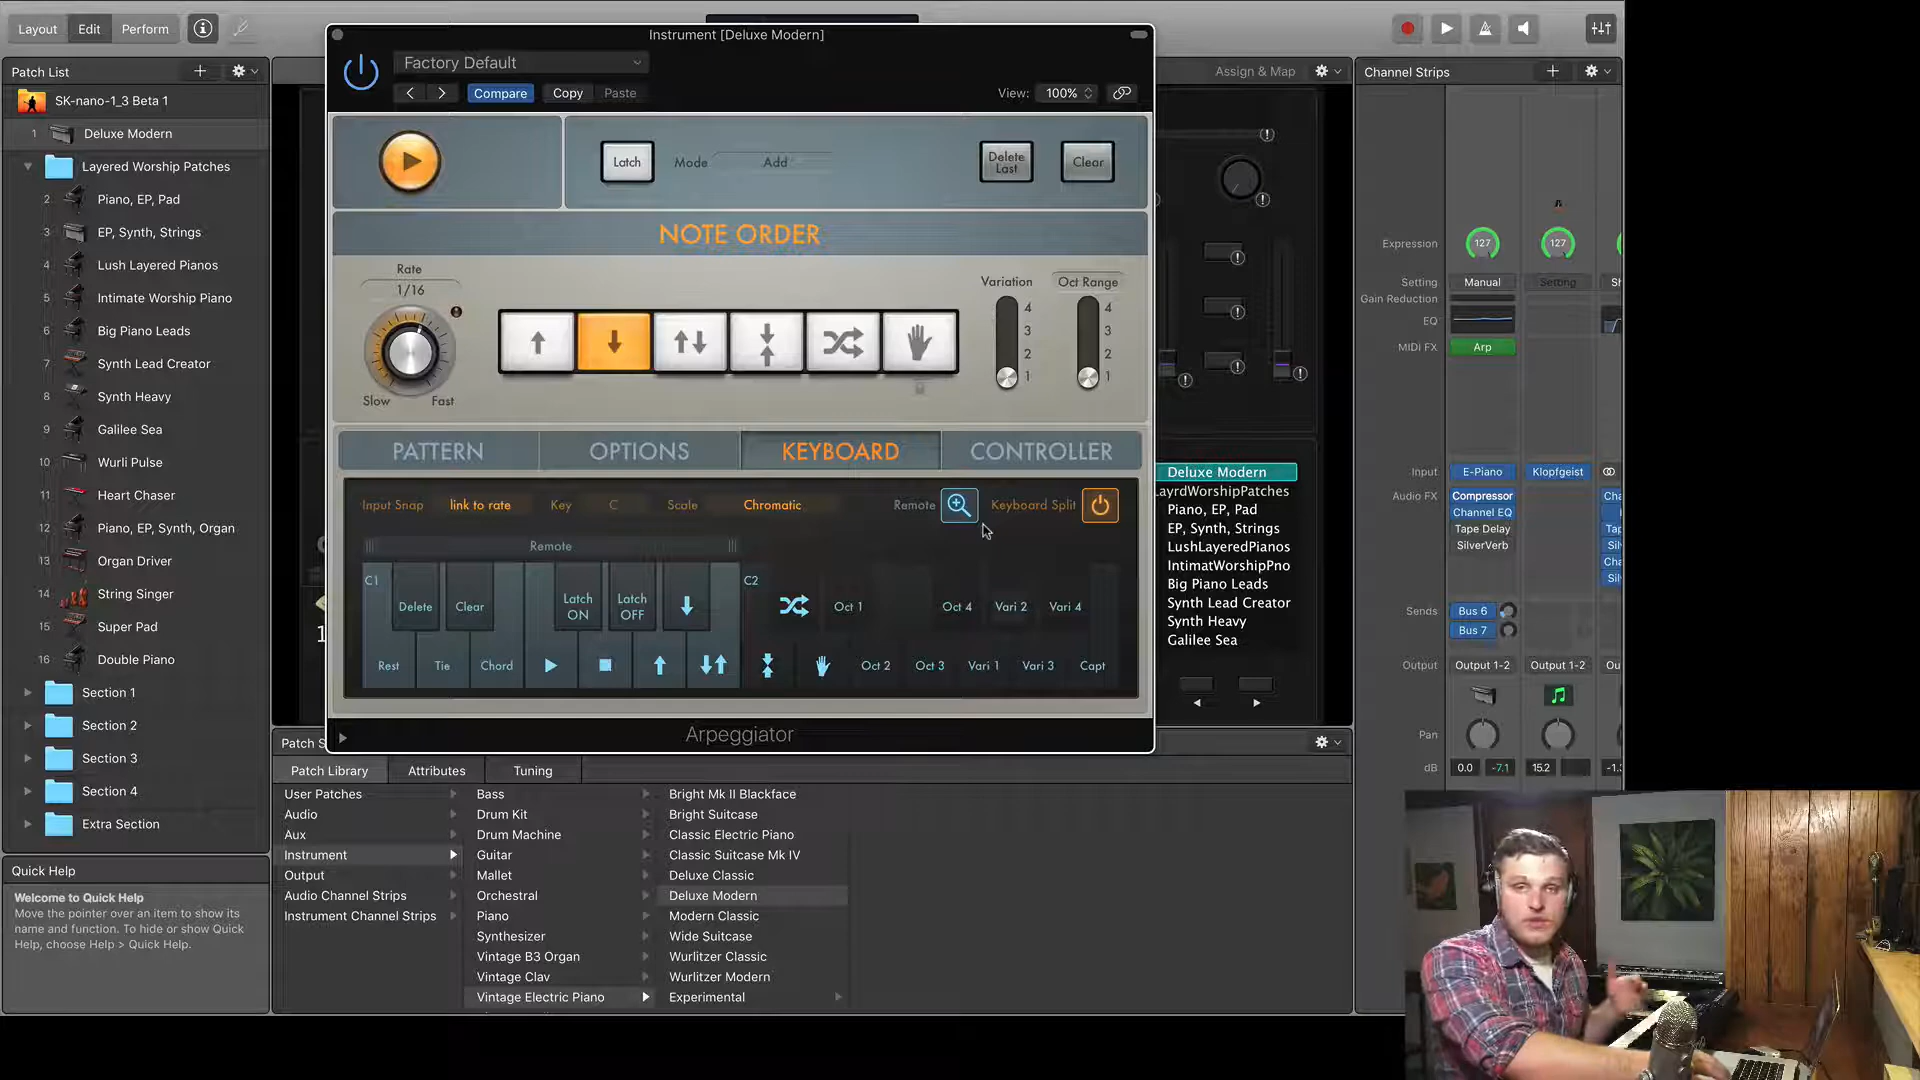 Layout Edit Perform
Instrument [Deluxe Modern]
Factory Default
Compare Copy Paste
View: 100%
Patch List
SK-nano-1_3 Beta 1
1 Deluxe Modern
Layered Worship Patches
2 Piano, EP, Pad
3 EP, Synth, Strings
4 Lush Layered Pianos
5 Intimate Worship Piano
6 Big Piano Leads
7 Synth Lead Creator
8 Synth Heavy
9 Galilee Sea
10 Wurli Pulse
11 Heart Chaser
12 Piano, EP, Synth, Organ
13 Organ Driver
14 String Singer
15 Super Pad
16 Double Piano
Section 1
Section 2
Section 3
Section 4
Extra Section
Quick Help
Welcome to Quick Help
Move the pointer over an item to show its
name and function. To hide or show Quick
Help, choose Help > Quick Help.
Latch Mode Add Delete Last Clear
NOTE ORDER
Rate
1/16
Slow Fast
Variation
4
3
2
1
Oct Range
4
3
2
1
PATTERN OPTIONS KEYBOARD CONTROLLER
Input Snap link to rate Key C Scale Chromatic Remote Keyboard Split
Remote
C1 C2
Delete Clear Latch ON Latch OFF Oct 1 Oct 4 Vari 2 Vari 4
Rest Tie Chord Oct 2 Oct 3 Vari 1 Vari 3 Capt
Arpeggiator
Assign & Map
Deluxe Modern
LayrdWorshipPatches
Piano, EP, Pad
EP, Synth, Strings
LushLayeredPianos
IntimatWorshipPno
Big Piano Leads
Synth Lead Creator
Synth Heavy
Galilee Sea
Patch S
Patch Library Attributes Tuning
User Patches
Audio
Aux
Instrument
Output
Audio Channel Strips
Instrument Channel Strips
Bass
Drum Kit
Drum Machine
Guitar
Mallet
Orchestral
Piano
Synthesizer
Vintage B3 Organ
Vintage Clav
Vintage Electric Piano
Bright Mk II Blackface
Bright Suitcase
Classic Electric Piano
Classic Suitcase Mk IV
Deluxe Classic
Deluxe Modern
Modern Classic
Wide Suitcase
Wurlitzer Classic
Wurlitzer Modern
Experimental
Channel Strips
Expression 127 127
Setting Manual Setting
Gain Reduction
EQ
MIDI FX Arp
Input E-Piano Klopfgeist
Audio FX Compressor
Channel EQ
Tape Delay
SilverVerb
Sends Bus 6
Bus 7
Output Output 1-2 Output 1-2 Ou
Pan
dB 0.0 -7.1 15.2